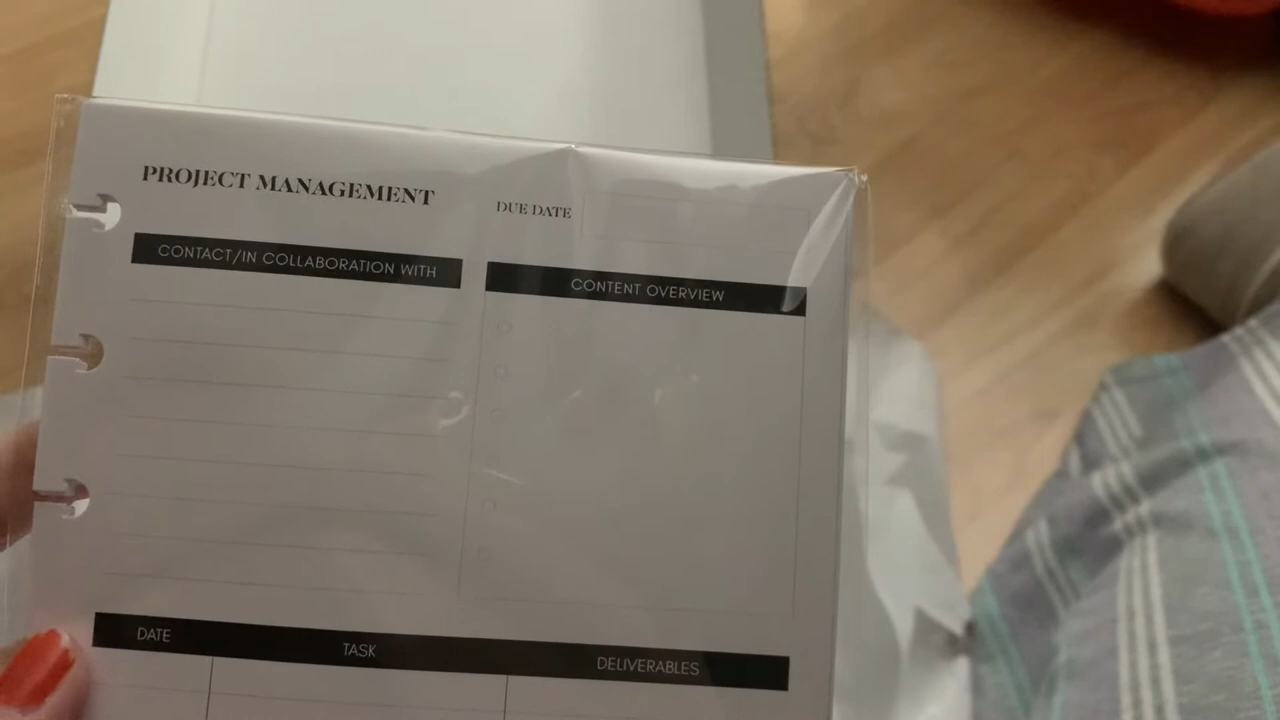 PROJECT MANAGEMENT
DUE DATE
CONTACT/IN COLLABORATION WITH
CONTENT OVERVIEW
DATE TASK DELIVERABLES